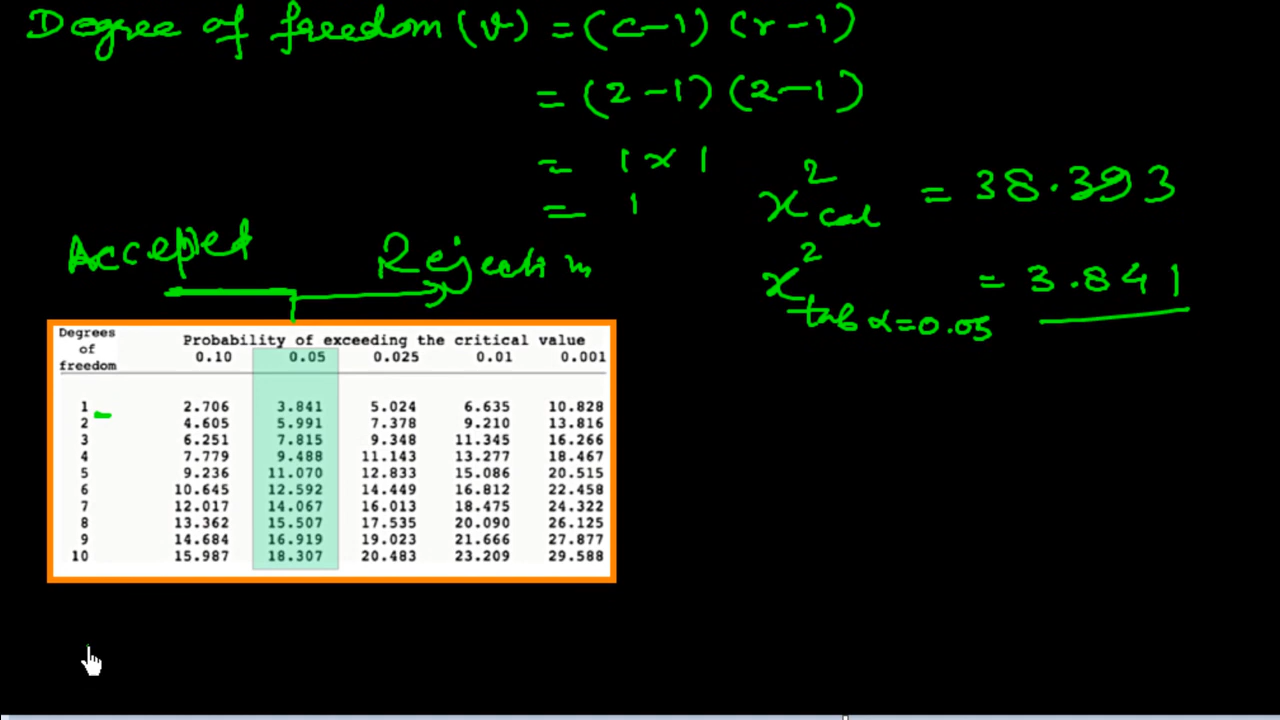 Degree of freedom (v) = (c-1) (r-1)
= (2-1) (2-1)
= 1 x 1
= 1
x² cal = 38.393
x² tab α=0.05 = 3.841
Accepted
Rejection
Degrees of freedom
Probability of exceeding the critical value
0.10 0.05 0.025 0.01 0.001
1 2.706 3.841 5.024 6.635 10.828
2 4.605 5.991 7.378 9.210 13.816
3 6.251 7.815 9.348 11.345 16.266
4 7.779 9.488 11.143 13.277 18.467
5 9.236 11.070 12.833 15.086 20.515
6 10.645 12.592 14.449 16.812 22.458
7 12.017 14.067 16.013 18.475 24.322
8 13.362 15.507 17.535 20.090 26.125
9 14.684 16.919 19.023 21.666 27.877
10 15.987 18.307 20.483 23.209 29.588